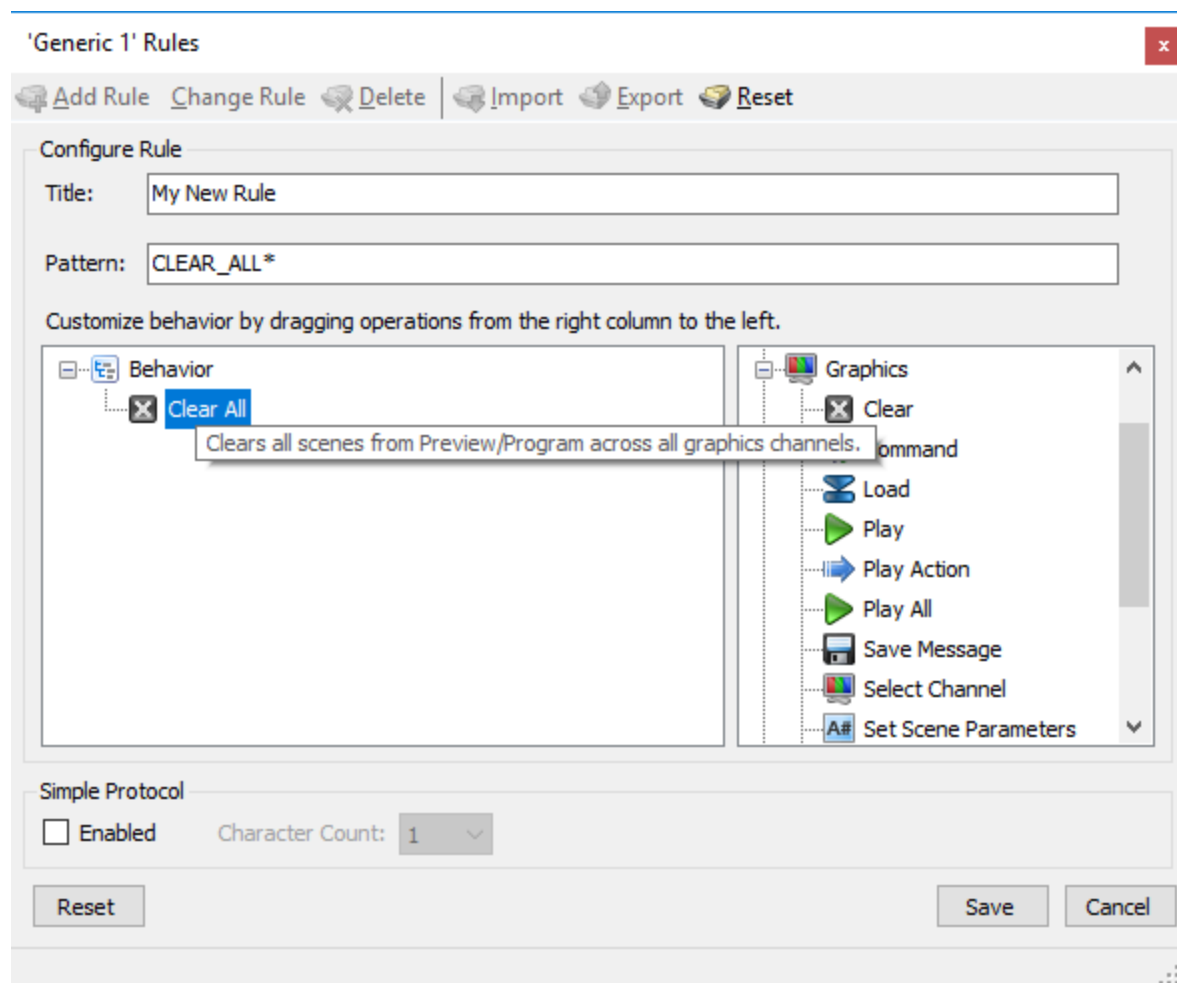 'Generic 1' Rules
x
Add Rule Change Rule Delete Import Export Reset
Configure Rule
Title: My New Rule
Pattern: CLEAR_ALL*
Customize behavior by dragging operations from the right column to the left.
Behavior
Clear All
Clears all scenes from Preview/Program across all graphics channels.
Graphics
Clear
Load
Play
Play Action
Play All
Save Message
Select Channel
A# Set Scene Parameters
Simple Protocol
Enabled Character Count: 1
Reset Save Cancel